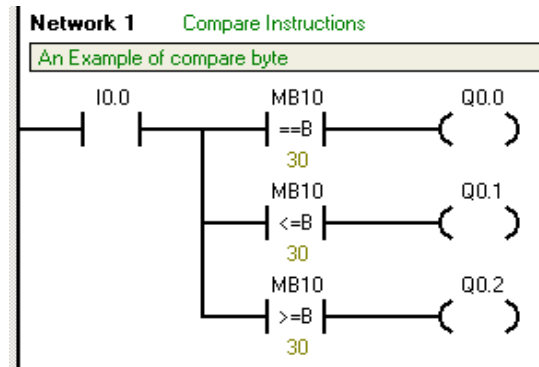 Network 1 Compare Instructions
An Example of compare byte
I0.0 MB10 Q0.0
==B
30
MB10 Q0.1
<=B
30
MB10 Q0.2
>=B
30